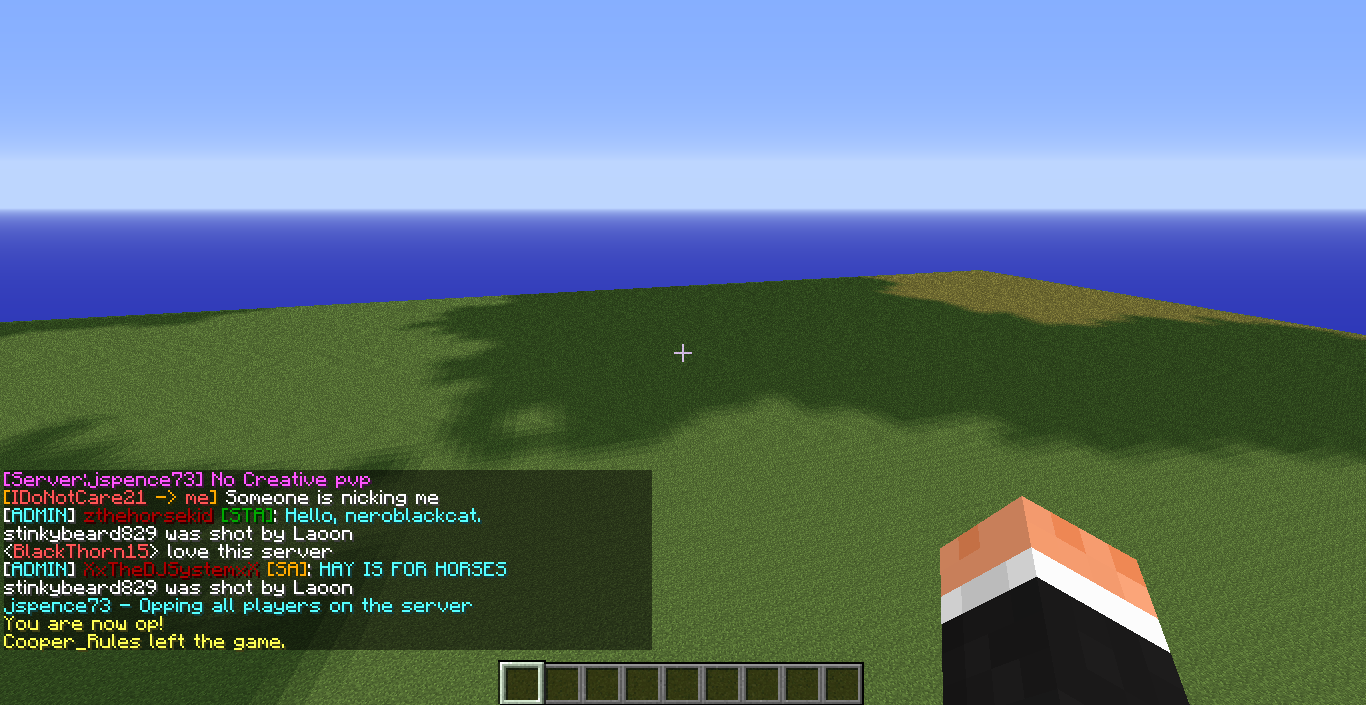 [Server:jspence73] No Creative pvp
[IDoNotCare21 -> me] Someone is nicking me
[ADMIN] zthehorsekid [STA]: Hello, neroblackcat.
stinkybeard829 was shot by Laoon
<BlackThorn15> love this server
[ADMIN] XxTheDJSystemxX [SA]: HAY IS FOR HORSES
stinkybeard829 was shot by Laoon
jspence73 - Opping all players on the server
You are now op!
Cooper_Rules left the game.